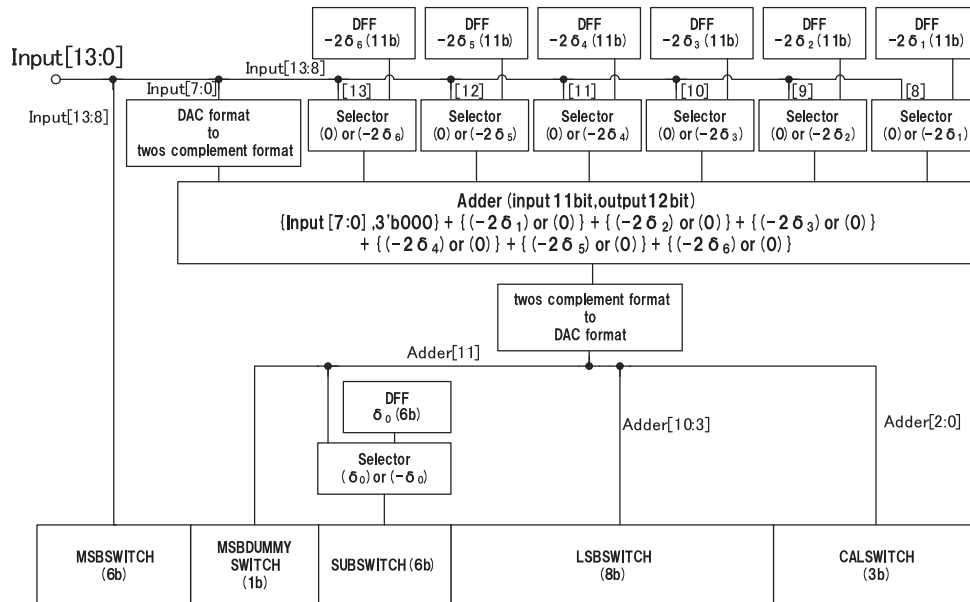 DFF
-2δ₆(11b)
DFF
-2δ₅(11b)
DFF
-2δ₄(11b)
DFF
-2δ₃(11b)
DFF
-2δ₂(11b)
DFF
-2δ₁(11b)
Input[13:0]
Input[13:8]
Input[7:0]
Input[13:8]
[13]
[12]
[11]
[10]
[9]
[8]
DAC format
to
twos complement format
Selector
(0) or (-2δ₆)
Selector
(0) or (-2δ₅)
Selector
(0) or (-2δ₄)
Selector
(0) or (-2δ₃)
Selector
(0) or (-2δ₂)
Selector
(0) or (-2δ₁)
Adder (input 11bit,output 12bit)
{Input [7:0] ,3'b000} + {(-2δ₁) or (0)} + {(-2δ₂) or (0)} + {(-2δ₃) or (0)}
+ {(-2δ₄) or (0)} + {(-2δ₅) or (0)} + {(-2δ₆) or (0)}
twos complement format
to
DAC format
Adder[11]
DFF
δ₀(6b)
Adder[10:3]
Adder[2:0]
Selector
(δ₀) or (-δ₀)
MSBSWITCH
(6b)
MSBDUMMY
SWITCH
(1b)
SUBSWITCH(6b)
LSBSWITCH
(8b)
CALSWITCH
(3b)